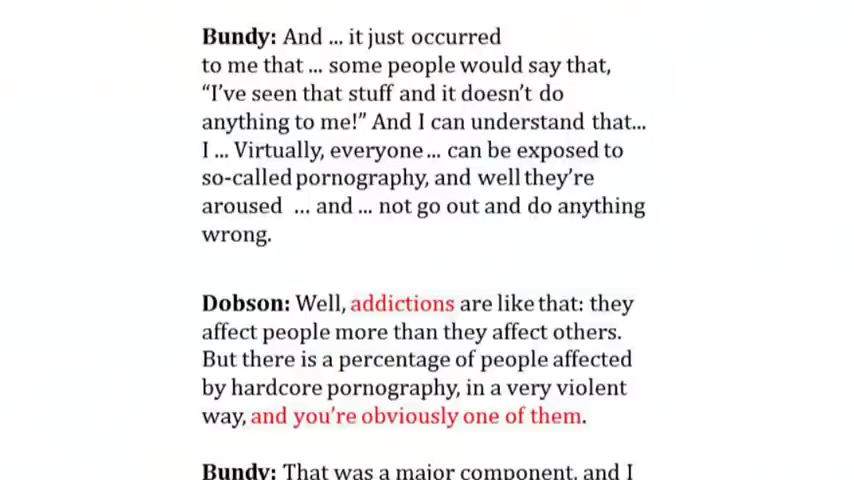 Bundy: And ... it just occurred
to me that ... some people would say that,
“I’ve seen that stuff and it doesn’t do
anything to me!” And I can understand that...
I ... Virtually, everyone ... can be exposed to
so-called pornography, and well they’re
aroused ... and ... not go out and do anything
wrong.
Dobson: Well, addictions are like that: they
affect people more than they affect others.
But there is a percentage of people affected
by hardcore pornography, in a very violent
way, and you’re obviously one of them.
Bundy: That was a major component, and I